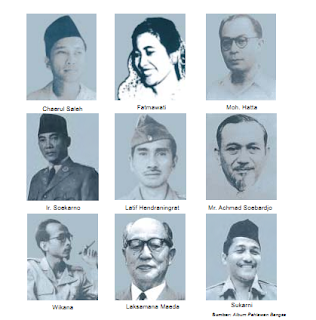 Chaerul Saleh
Fatmawati
Moh. Hatta
Ir. Soekarno
Latif Hendraningrat
Mr. Achmad Soebardjo
Wikana
Laksamana Maeda
Sukarni
Sumber: Album Pahlawan Bangsa